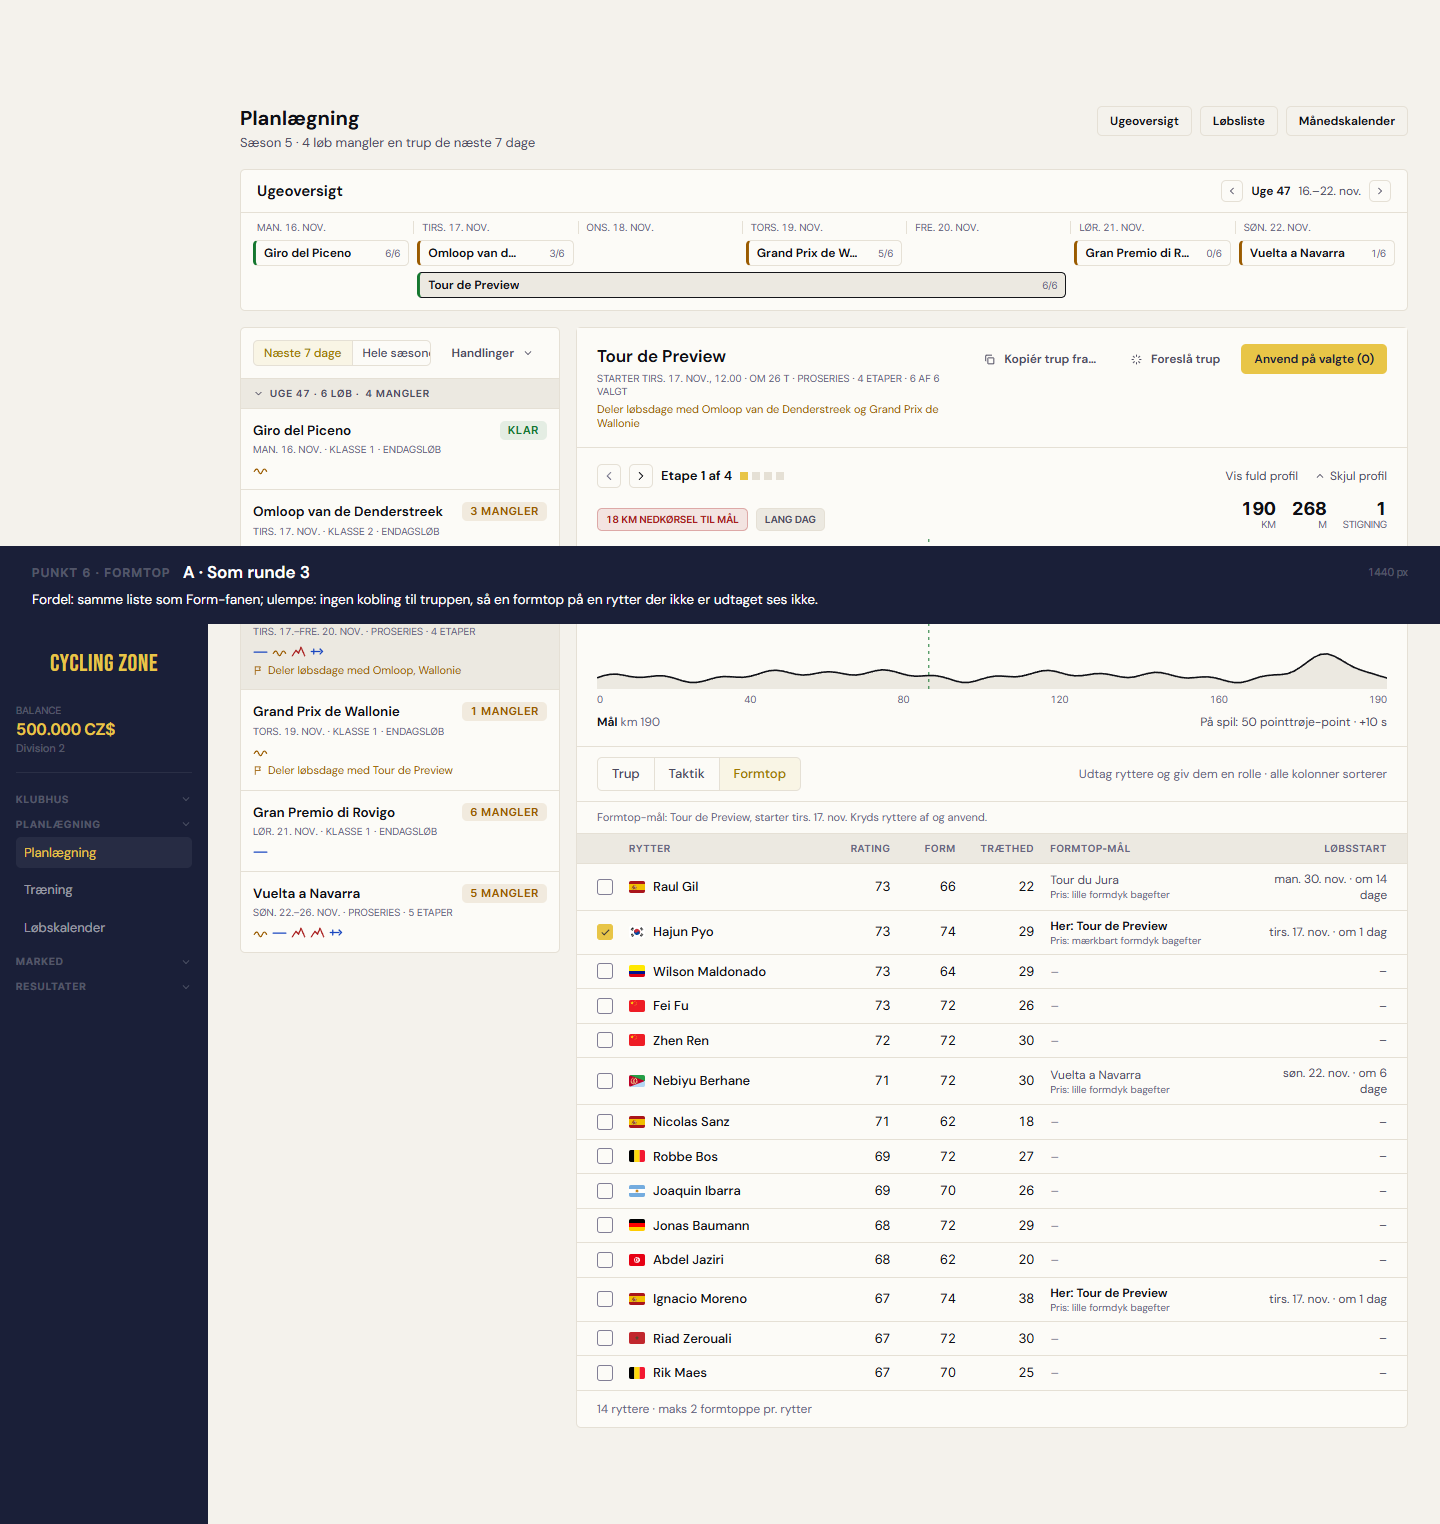 Planlægning
Sæson 5 · 4 løb mangler en trup de næste 7 dage
Ugeoversigt
Løbsliste
Månedskalender
Ugeoversigt
Uge 47 16.–22. nov.
MAN. 16. NOV.
TIRS. 17. NOV.
ONS. 18. NOV.
TORS. 19. NOV.
FRE. 20. NOV.
LØR. 21. NOV.
SØN. 22. NOV.
Giro del Piceno 6/6
Omloop van d... 3/6
Grand Prix de W... 5/6
Gran Premio di R... 0/6
Vuelta a Navarra 1/6
Tour de Preview 6/6
Næste 7 dage
Hele sæson
Handlinger
UGE 47 · 6 LØB · 4 MANGLER
Giro del Piceno KLAR
MAN. 16. NOV. · KLASSE 1 · ENDAGSLØB
Omloop van de Denderstreek 3 MANGLER
TIRS. 17. NOV. · KLASSE 2 · ENDAGSLØB
Tour de Preview
STARTER TIRS. 17. NOV., 12.00 · OM 26 T · PROSERIES · 4 ETAPER · 6 AF 6
VALGT
Deler løbsdage med Omloop van de Denderstreek og Grand Prix de
Wallonie
Kopiér trup fra...
Foreslå trup
Anvend på valgte (0)
Etape 1 af 4
Vis fuld profil
Skjul profil
18 KM NEDKØRSEL TIL MÅL
LANG DAG
190 268 1
KM M STIGNING
PUNKT 6 · FORMTOP A · Som runde 3
1440 px
Fordel: samme liste som Form-fanen; ulempe: ingen kobling til truppen, så en formtop på en rytter der ikke er udtaget ses ikke.
CYCLING ZONE
BALANCE
500.000 CZ$
Division 2
KLUBHUS
PLANLÆGNING
Planlægning
Træning
Løbskalender
MARKED
RESULTATER
TIRS. 17.–FRE. 20. NOV. · PROSERIES · 4 ETAPER
Deler løbsdage med Omloop, Wallonie
Grand Prix de Wallonie 1 MANGLER
TORS. 19. NOV. · KLASSE 1 · ENDAGSLØB
Deler løbsdage med Tour de Preview
Gran Premio di Rovigo 6 MANGLER
LØR. 21. NOV. · KLASSE 1 · ENDAGSLØB
Vuelta a Navarra 5 MANGLER
SØN. 22.–26. NOV. · PROSERIES · 5 ETAPER
0 40 80 120 160 190
Mål km 190
På spil: 50 pointtrøje-point · +10 s
Trup
Taktik
Formtop
Udtag ryttere og giv dem en rolle · alle kolonner sorterer
Formtop-mål: Tour de Preview, starter tirs. 17. nov. Kryds ryttere af og anvend.
RYTTER RATING FORM TRÆTHED FORMTOP-MÅL LØBSSTART
Raul Gil 73 66 22 Tour du Jura man. 30. nov. · om 14
Pris: lille formdyk bagefter dage
Hajun Pyo 73 74 29 Her: Tour de Preview tirs. 17. nov. · om 1 dag
Pris: mærkbart formdyk bagefter
Wilson Maldonado 73 64 29 – –
Fei Fu 73 72 26 – –
Zhen Ren 72 72 30 – –
Nebiyu Berhane 71 72 30 Vuelta a Navarra søn. 22. nov. · om 6
Pris: lille formdyk bagefter dage
Nicolas Sanz 71 62 18 – –
Robbe Bos 69 72 27 – –
Joaquin Ibarra 69 70 26 – –
Jonas Baumann 68 72 29 – –
Abdel Jaziri 68 62 20 – –
Ignacio Moreno 67 74 38 Her: Tour de Preview tirs. 17. nov. · om 1 dag
Pris: lille formdyk bagefter
Riad Zerouali 67 72 30 – –
Rik Maes 67 70 25 – –
14 ryttere · maks 2 formtoppe pr. rytter